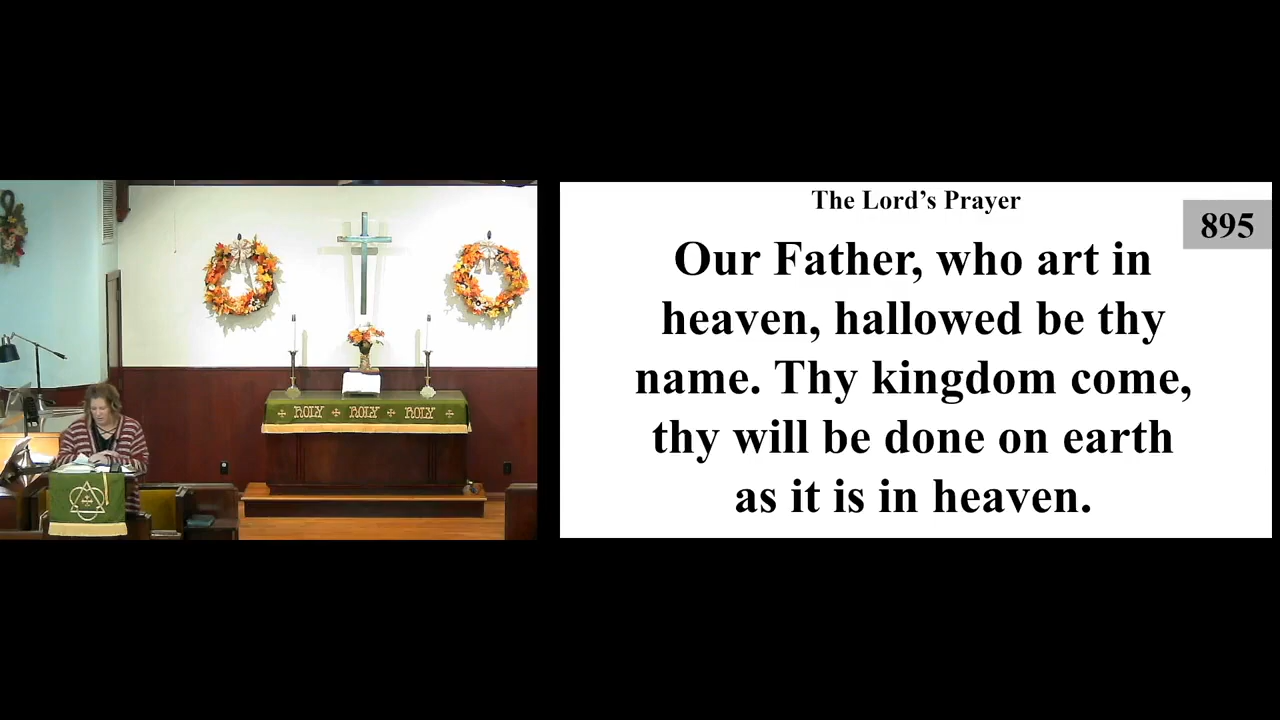 HOLY HOLY HOLY
The Lord's Prayer
895
Our Father, who art in
heaven, hallowed be thy
name. Thy kingdom come,
thy will be done on earth
as it is in heaven.